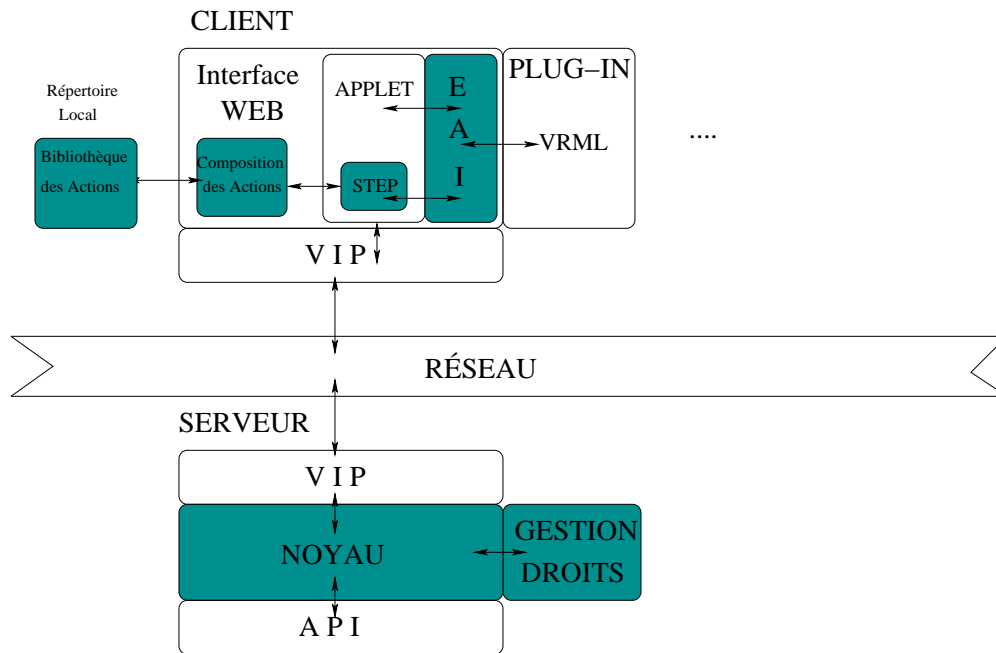 CLIENT
Interface
WEB
APPLET
E
A
I
PLUG–IN
VRML
....
Répertoire
Local
Bibliothèque
des Actions
Composition
des Actions
STEP
V I P
RÉSEAU
SERVEUR
V I P
NOYAU
GESTION
DROITS
A P I